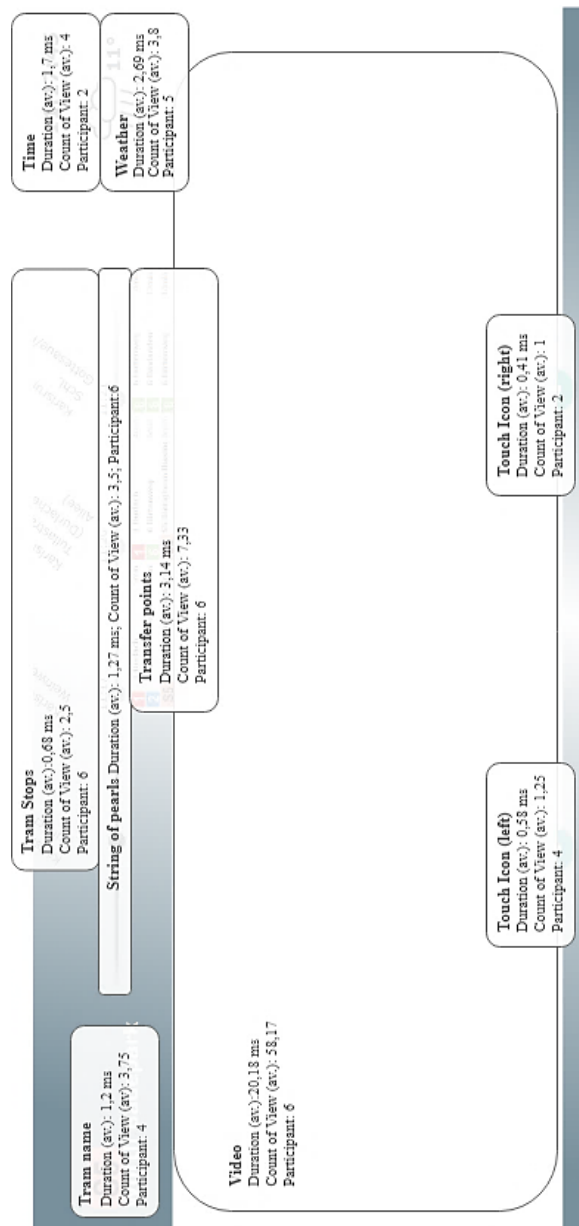 Tram name
Duration (av.): 1,2 ms
Count of View (av): 3,75
Participant: 4
Tram Stops
Duration (av.):0,68 ms
Count of View (av.): 2,5
Participant: 6
Time
Duration (av.): 1,7 ms
Count of View (av.): 4
Participant: 2
String of pearls Duration (av.): 1,27 ms; Count of View (av.): 3,5; Participant:6
Weather
Duration (av.): 2,69 ms
Count of View (av.): 3,8
Participant: 5
11°
Transfer points
Duration (av.): 3,14 ms
Count of View (av.): 7,33
Participant: 6
Video
Duration (av.):20,18 ms
Count of View (av.): 58,17
Participant: 6
Touch Icon (left)
Duration (av.): 0,58 ms
Count of View (av.): 1,25
Participant: 4
Touch Icon (right)
Duration (av.): 0,41 ms
Count of View (av.): 1
Participant: 2